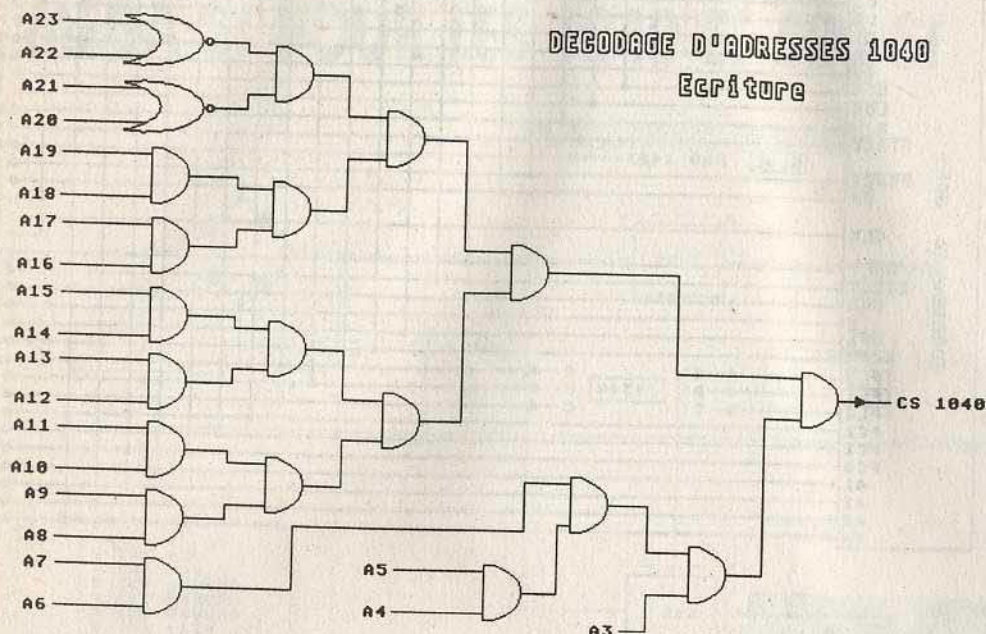 A23
A22
A21
A20
A19
A18
A17
A16
A15
A14
A13
A12
A11
A10
A9
A8
A7
A6
DECODAGE D'ADRESSES 1040
Ecriture
CS 1040
A5
A4
A3